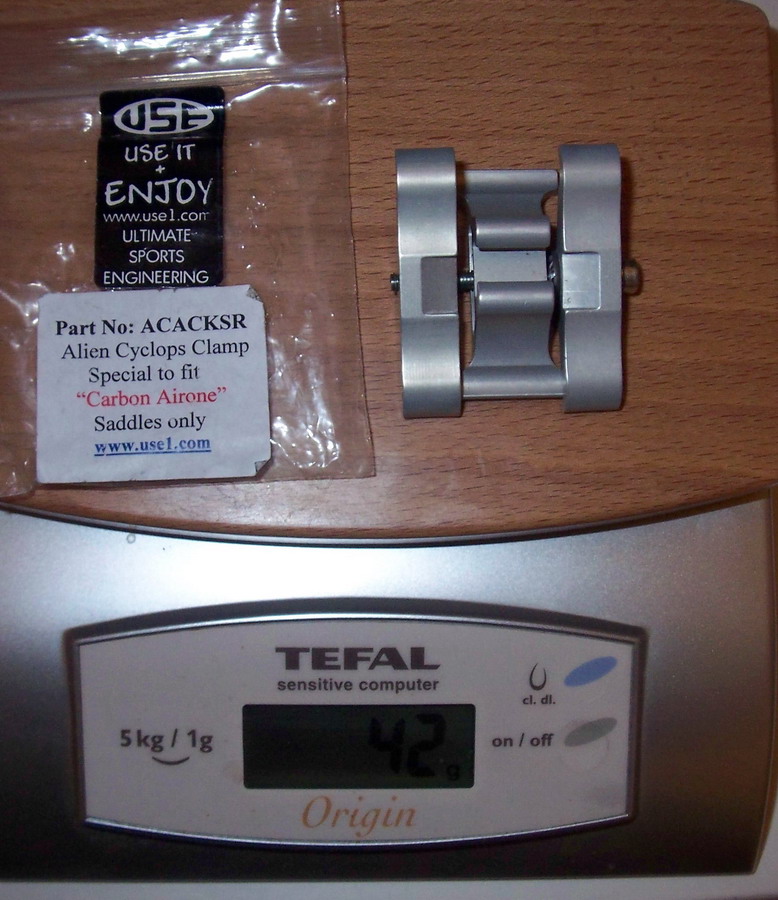 USE
USE IT
+
ENJOY
www.use1.com
ULTIMATE
SPORTS
ENGINEERING
Part No: ACACKSR
Alien Cyclops Clamp
Special to fit
“Carbon Airone”
Saddles only
www.use1.com
TEFAL
sensitive computer
cl. dl.
5kg / 1g
42 g
on / off
Origin